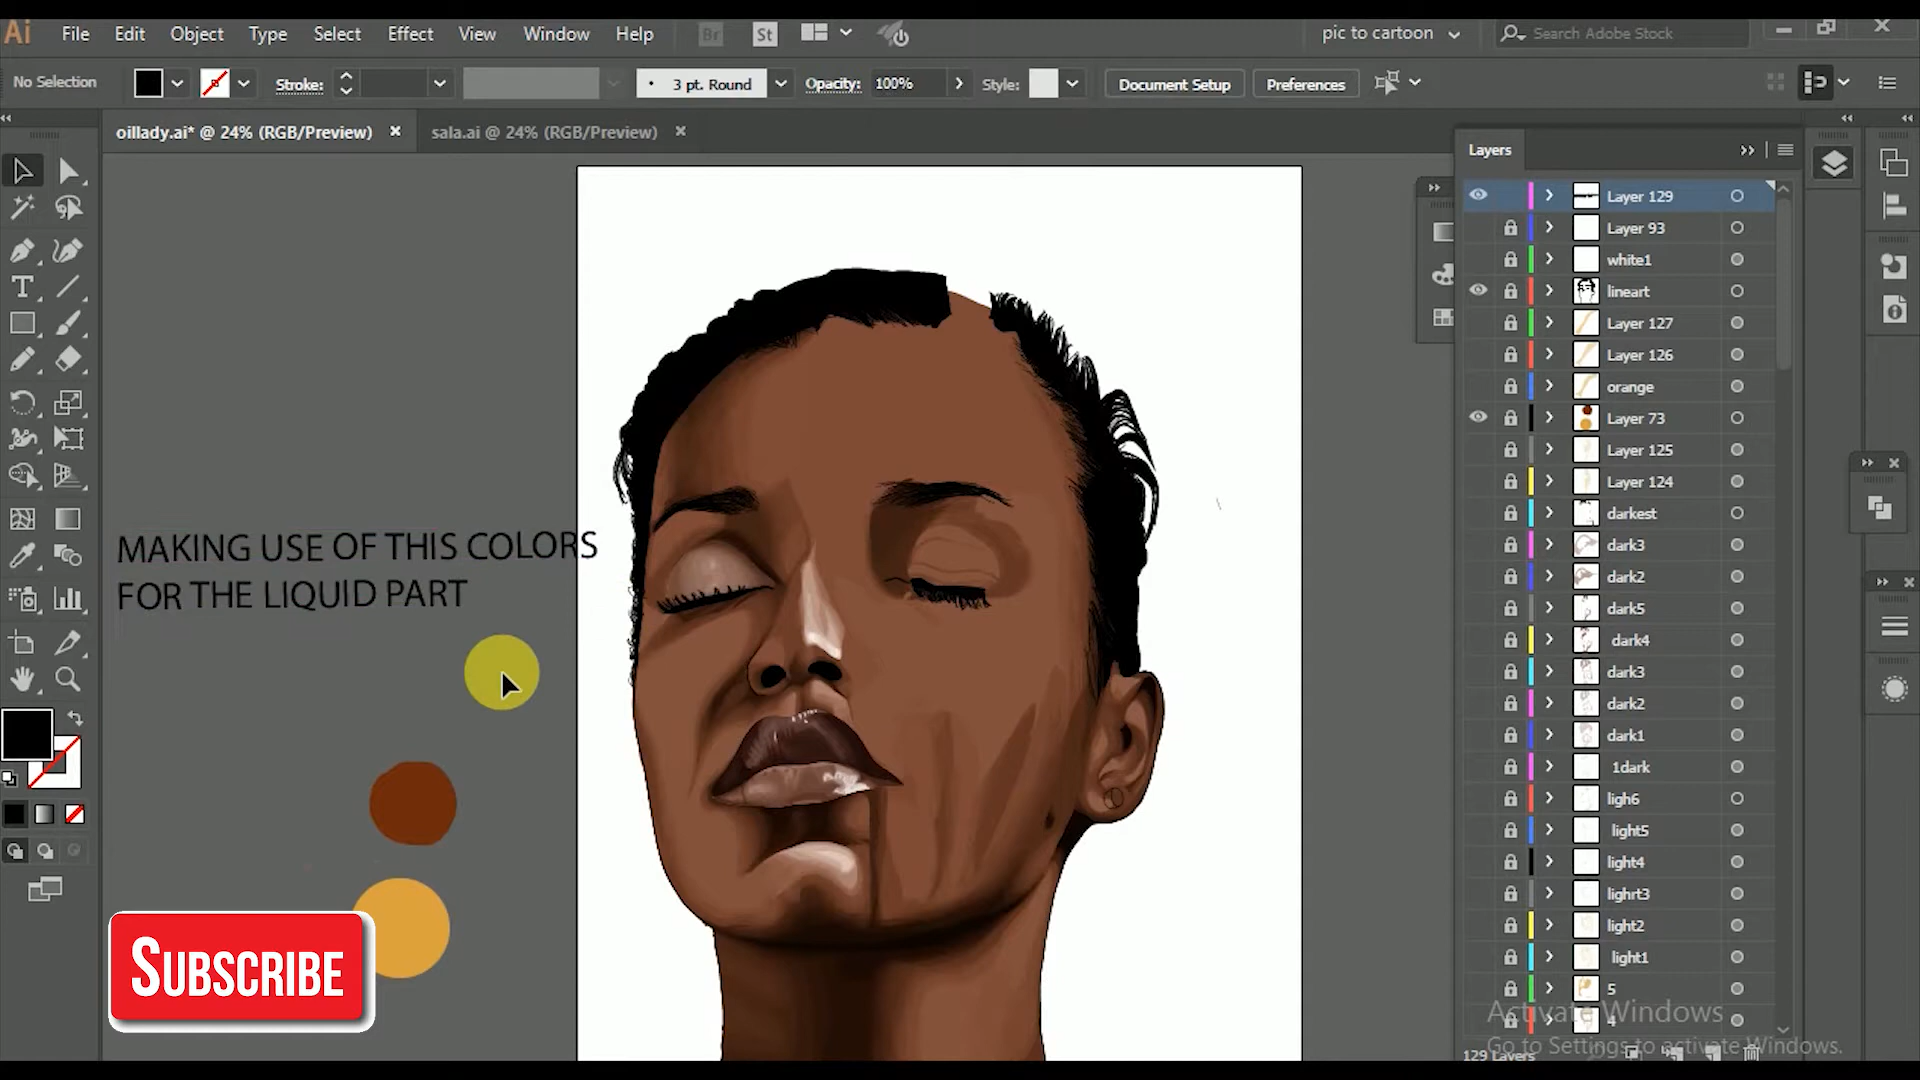 Ai File Edit Object Type Select Effect View Window Help Br St pic to cartoon Search Adobe Stock
No Selection Stroke: 3 pt. Round Opacity: 100% Style: Document Setup Preferences
oillady.ai* @ 24% (RGB/Preview) × sala.ai @ 24% (RGB/Preview) ×
Layers
Layer 129
Layer 93
white1
lineart
Layer 127
Layer 126
orange
Layer 73
Layer 125
Layer 124
darkest
dark3
dark2
dark5
dark4
dark3
dark2
dark1
1dark
ligh6
light5
light4
lighrt3
light2
light1
5
4
129 Layers
MAKING USE OF THIS COLORS
FOR THE LIQUID PART
SUBSCRIBE
Activate Windows
Go to Settings to activate Windows.